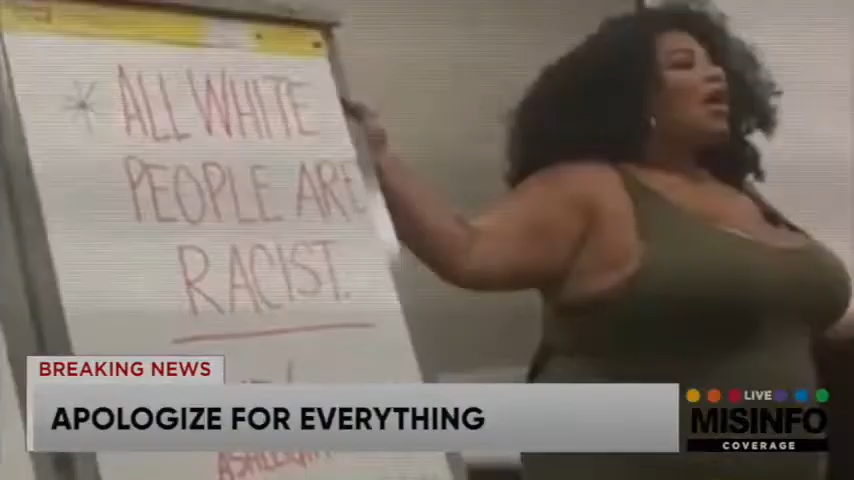 * ALL WHITE
PEOPLE ARE
RACIST.
BREAKING NEWS
APOLOGIZE FOR EVERYTHING
LIVE
MISINFO
COVERAGE